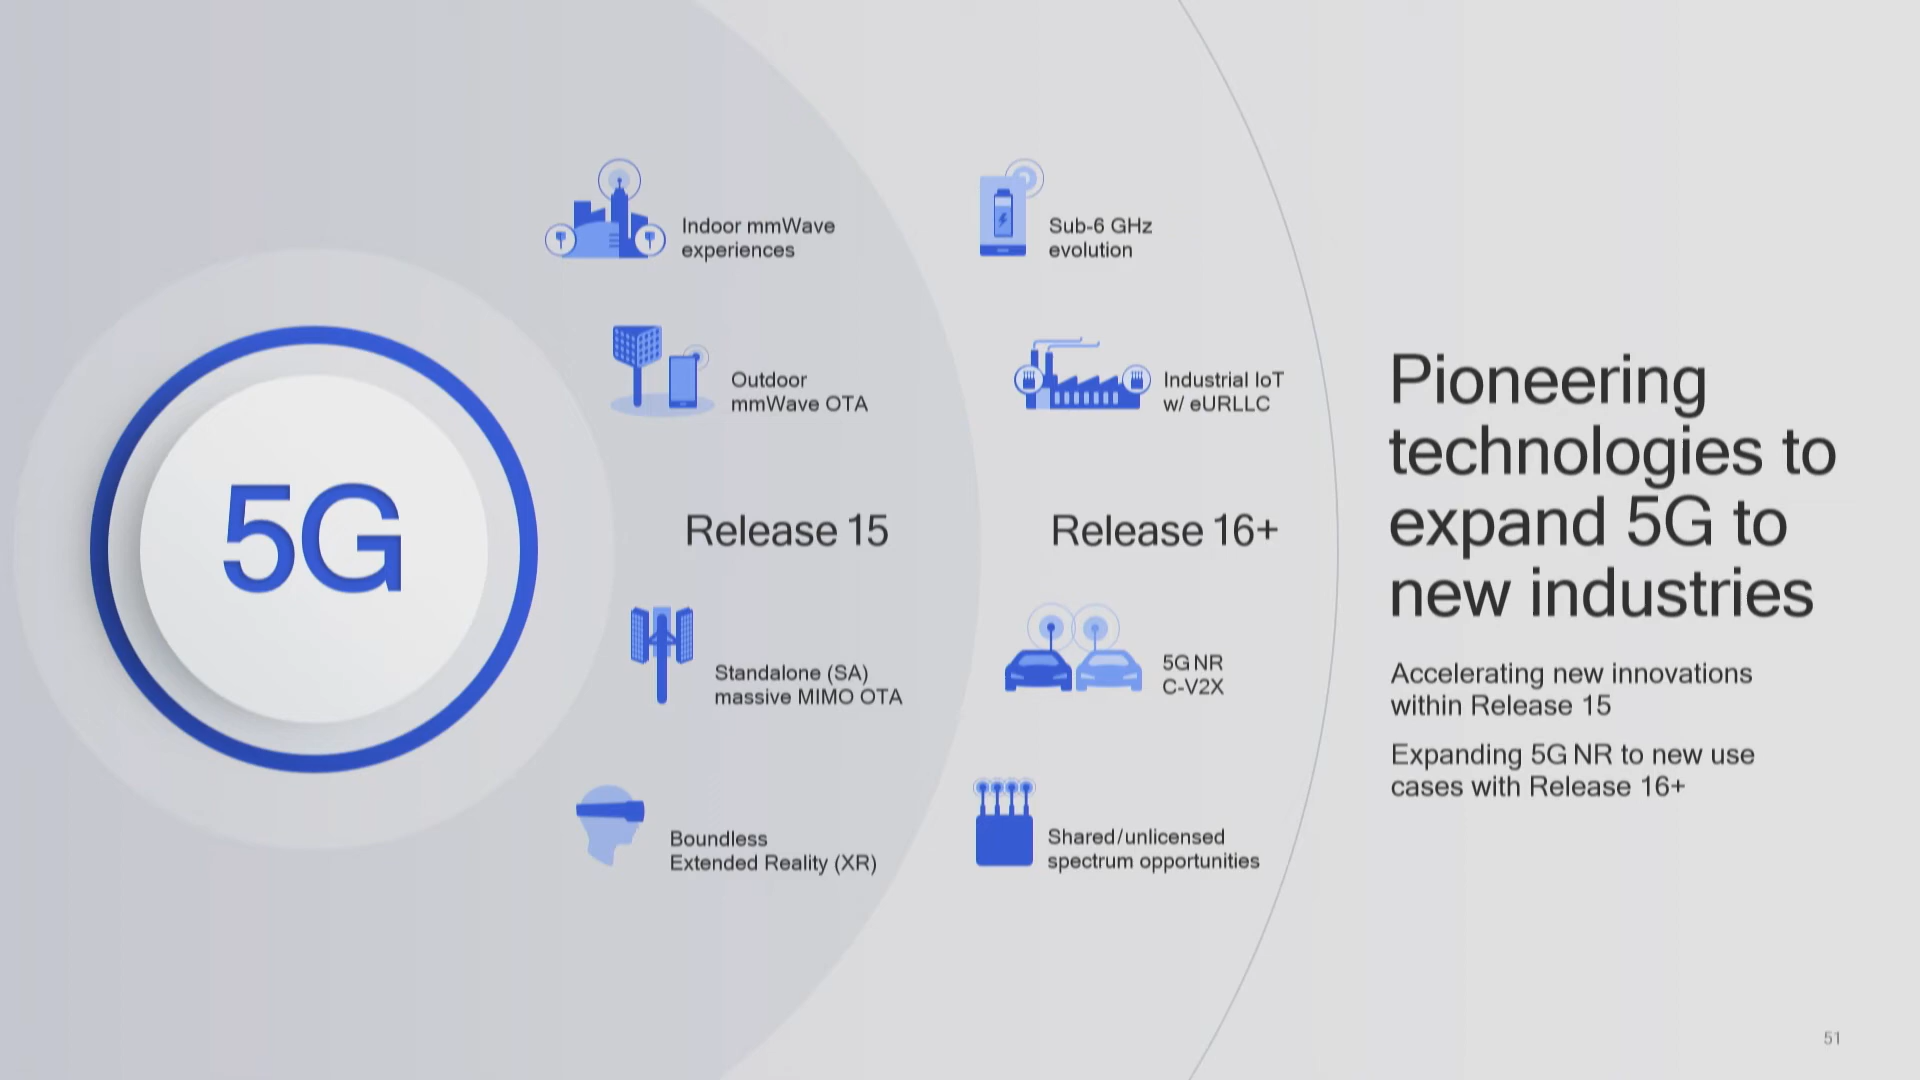 5G
Indoor mmWave
experiences
Outdoor
mmWave OTA
Release 15
Standalone (SA)
massive MIMO OTA
Boundless
Extended Reality (XR)
Sub-6 GHz
evolution
Industrial IoT
w/ eURLLC
Release 16+
5G NR
C-V2X
Shared/unlicensed
spectrum opportunities
Pioneering
technologies to
expand 5G to
new industries
Accelerating new innovations
within Release 15
Expanding 5G NR to new use
cases with Release 16+
51